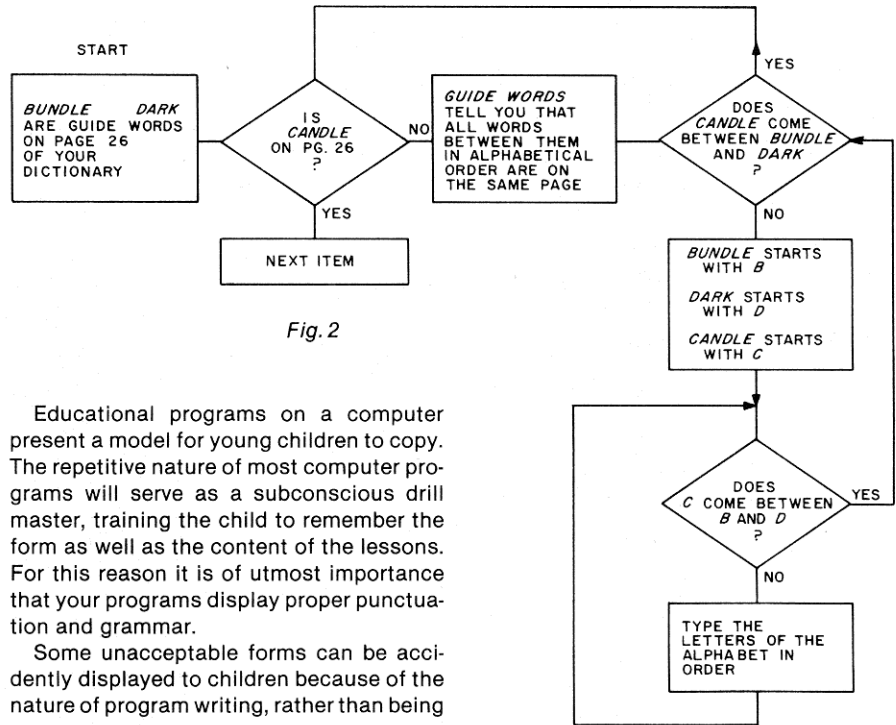 START
BUNDLE DARK
ARE GUIDE WORDS
ON PAGE 26
OF YOUR
DICTIONARY
IS
CANDLE
ON PG. 26
?
NO
YES
NEXT ITEM
GUIDE WORDS
TELL YOU THAT
ALL WORDS
BETWEEN THEM
IN ALPHABETICAL
ORDER ARE ON
THE SAME PAGE
YES
DOES
CANDLE COME
BETWEEN BUNDLE
AND DARK
?
NO
BUNDLE STARTS
WITH B
DARK STARTS
WITH D
CANDLE STARTS
WITH C
DOES
C COME BETWEEN
B AND D
?
YES
NO
TYPE THE
LETTERS OF THE
ALPHABET IN
ORDER
Fig. 2
Educational programs on a computer
present a model for young children to copy.
The repetitive nature of most computer pro-
grams will serve as a subconscious drill
master, training the child to remember the
form as well as the content of the lessons.
For this reason it is of utmost importance
that your programs display proper punctua-
tion and grammar.
Some unacceptable forms can be acci-
dently displayed to children because of the
nature of program writing, rather than being